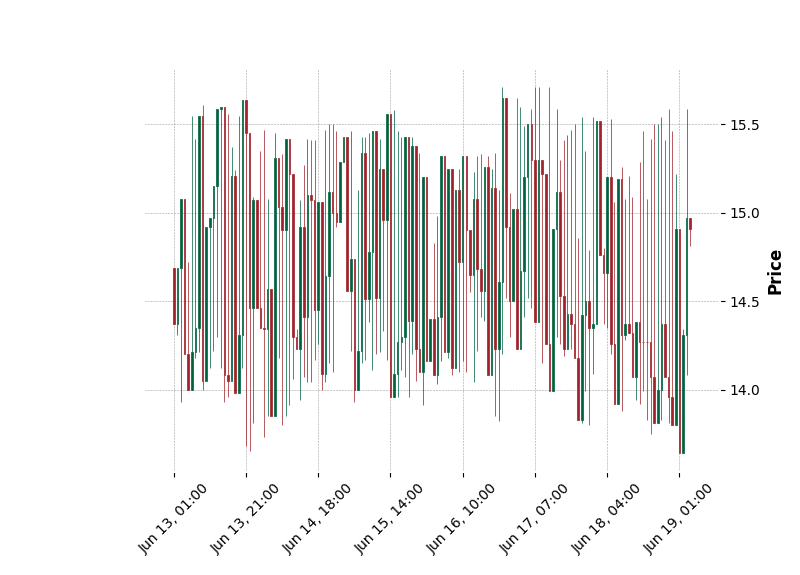 15.5
15.0
14.5
14.0
Price
Jun 13, 01:00
Jun 13, 21:00
Jun 14, 18:00
Jun 15, 14:00
Jun 16, 10:00
Jun 17, 07:00
Jun 18, 04:00
Jun 19, 01:00